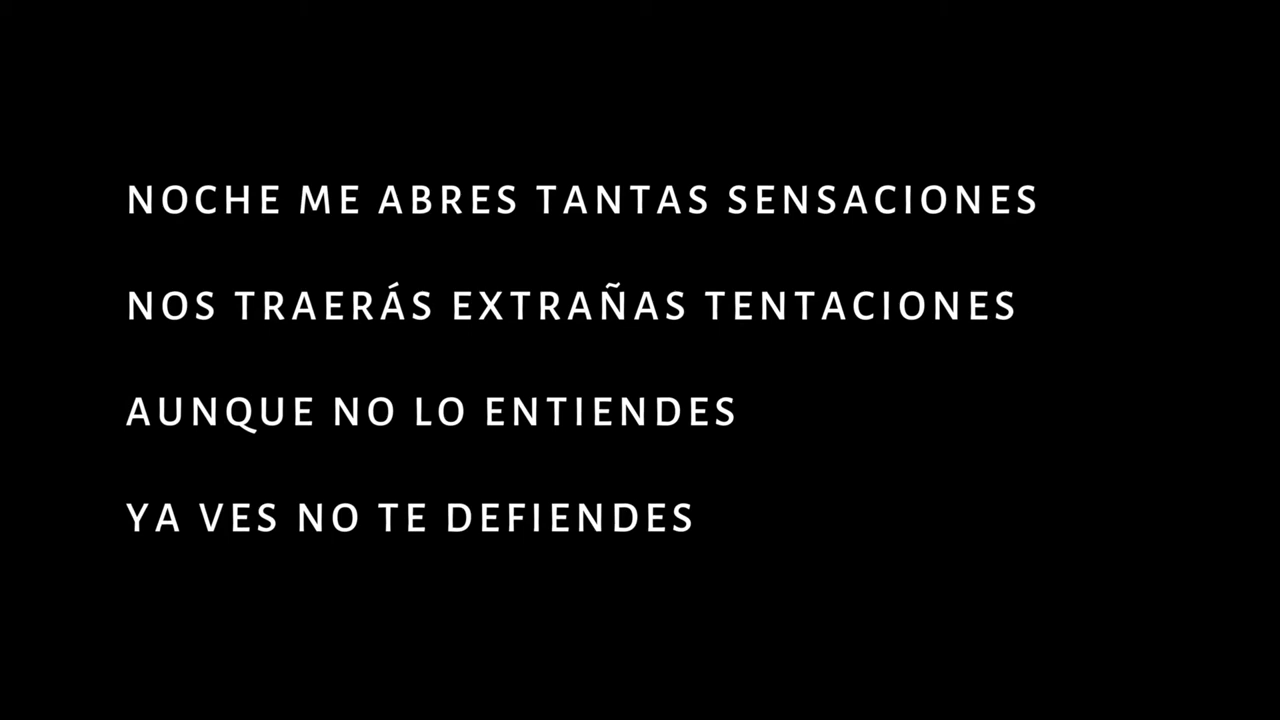 NOCHE ME ABRES TANTAS SENSACIONES
NOS TRAERÁS EXTRAÑAS TENTACIONES
AUNQUE NO LO ENTIENDES
YA VES NO TE DEFIENDES